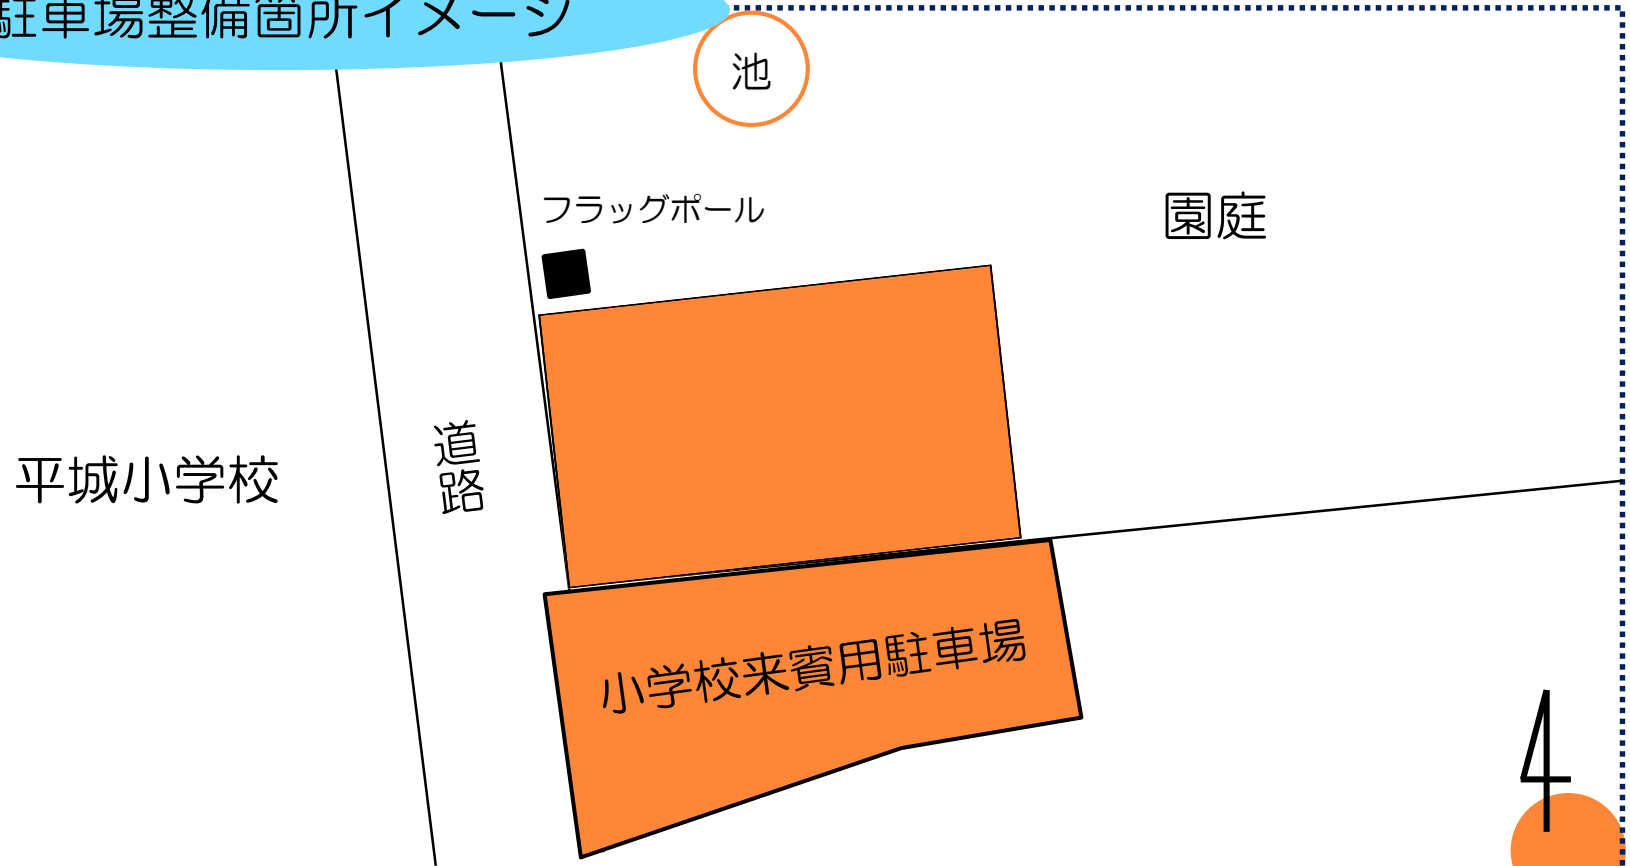 駐車場整備箇所イメージ
池
フラッグポール
園庭
道路
平城小学校
小学校来賓用駐車場